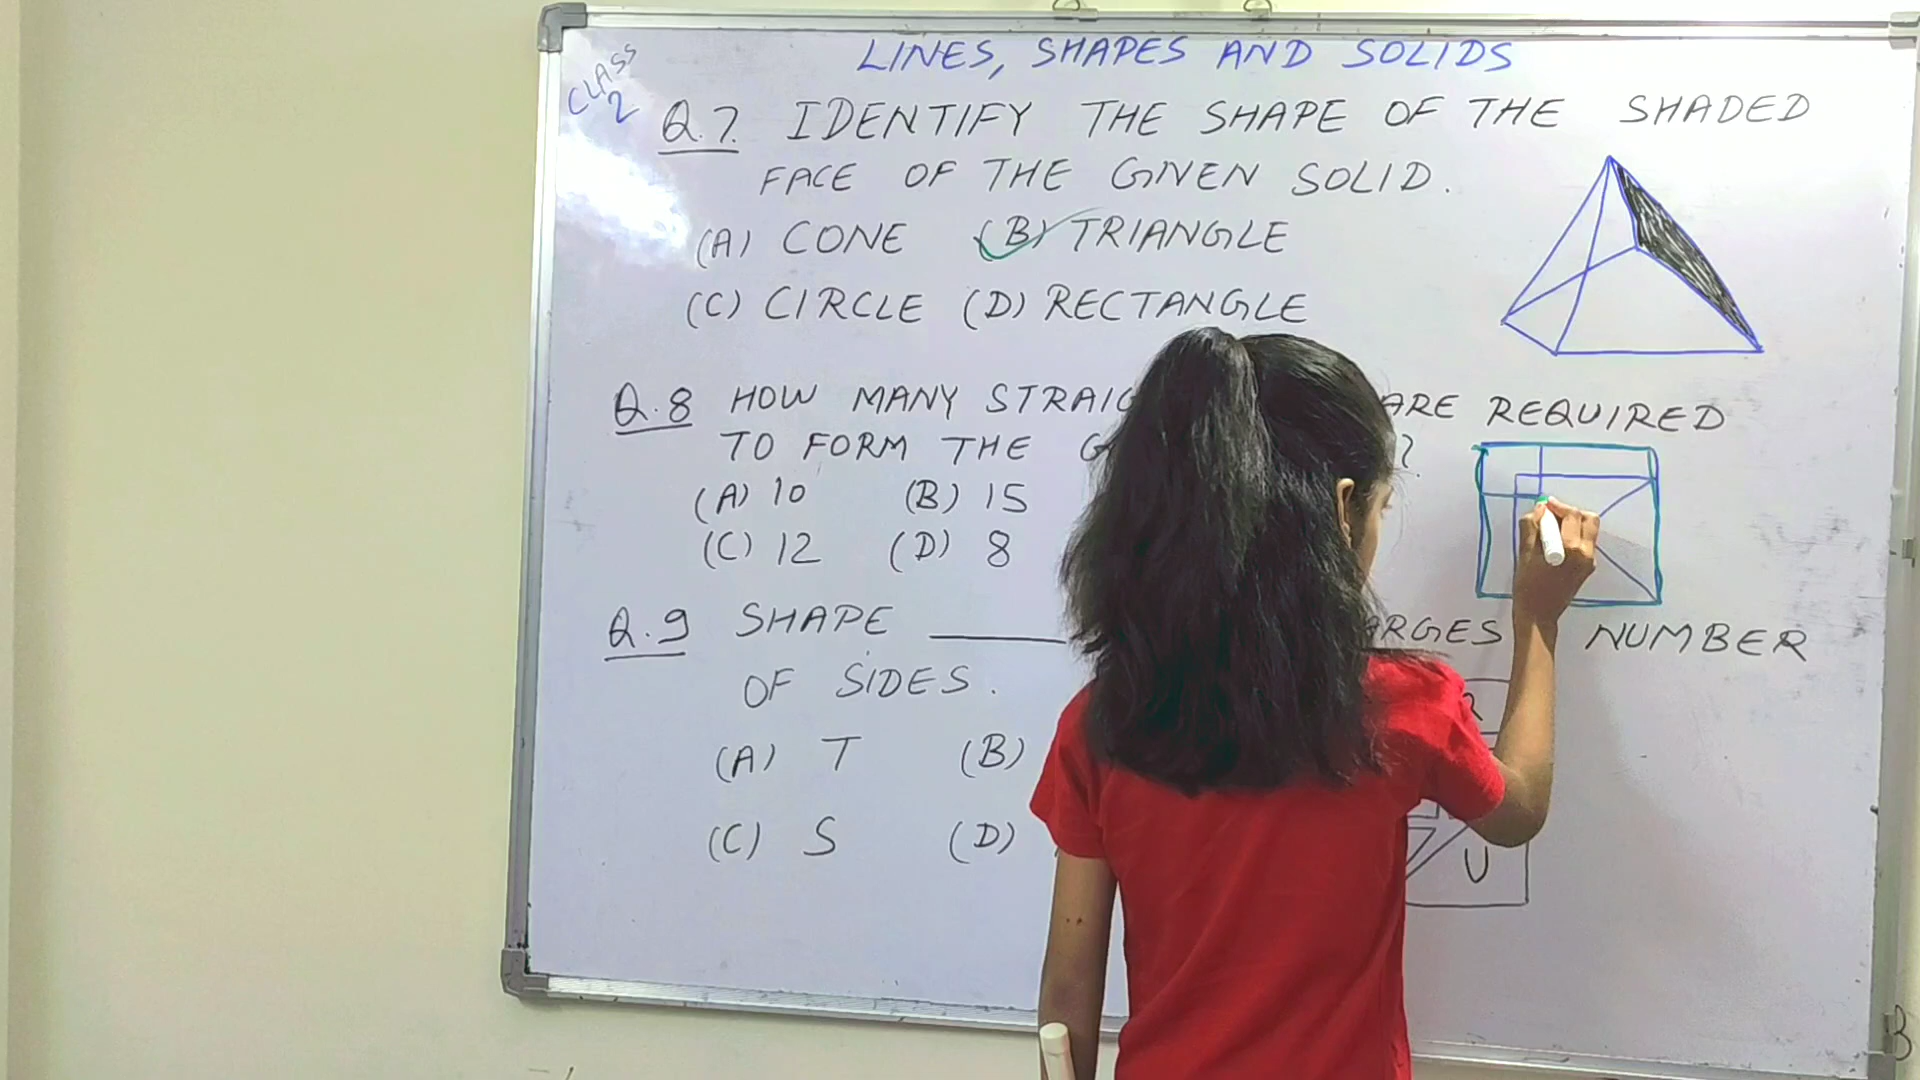 LINES, SHAPES AND SOLIDS
CLASS 2
Q.7. IDENTIFY THE SHAPE OF THE SHADED
FACE OF THE GIVEN SOLID.
(A) CONE (B) TRIANGLE
(C) CIRCLE (D) RECTANGLE
Q.8 HOW MANY STRAIG ARE REQUIRED
TO FORM THE G ?
(A) 10 (B) 15
(C) 12 (D) 8
Q.9 SHAPE ______ ARGES NUMBER
OF SIDES.
(A) T (B)
(C) S (D)
U